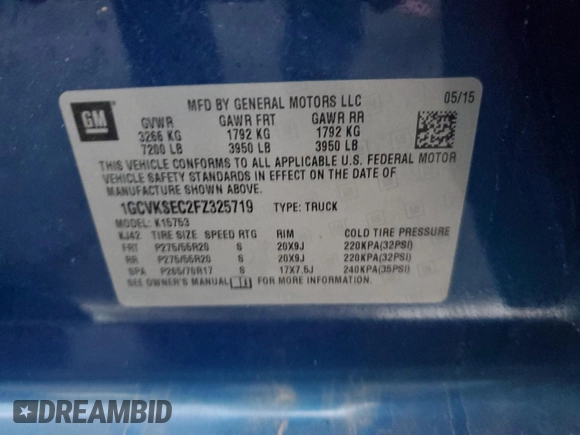 GM
MFD BY GENERAL MOTORS LLC 05/15
GVWR GAWR FRT GAWR RR
3266 KG 1792 KG 1792 KG
7200 LB 3950 LB 3950 LB
THIS VEHICLE CONFORMS TO ALL APPLICABLE U.S. FEDERAL MOTOR
VEHICLE SAFETY STANDARDS IN EFFECT ON THE DATE OF
MANUFACTURE SHOWN ABOVE.
1GCVKSEC2FZ325719 TYPE: TRUCK
MODEL: K15753
KJ42 TIRE SIZE SPEED RTG RIM COLD TIRE PRESSURE
FRT P275/55R20 S 20X9J 220KPA(32PSI)
RR P275/55R20 S 20X9J 220KPA(32PSI)
SPA P265/70R17 S 17X7.5J 240KPA(35PSI)
SEE OWNER'S MANUAL FOR MORE INFORMATION.
DREAMBID